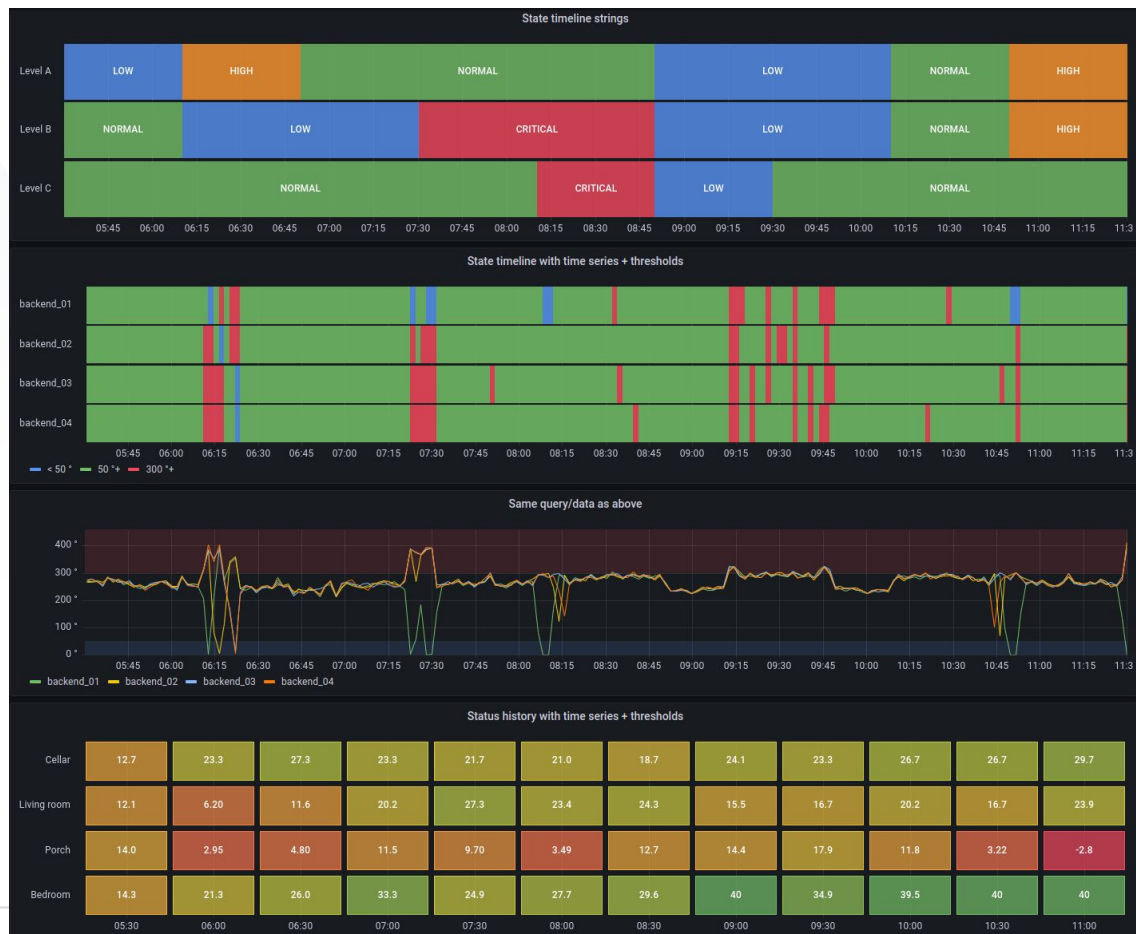 State timeline strings
Level A LOW HIGH NORMAL LOW NORMAL HIGH
Level B NORMAL LOW CRITICAL LOW NORMAL HIGH
Level C NORMAL CRITICAL LOW NORMAL
05:45 06:00 06:15 06:30 06:45 07:00 07:15 07:30 07:45 08:00 08:15 08:30 08:45 09:00 09:15 09:30 09:45 10:00 10:15 10:30 10:45 11:00 11:15 11:3
State timeline with time series + thresholds
backend_01
backend_02
backend_03
backend_04
05:45 06:00 06:15 06:30 06:45 07:00 07:15 07:30 07:45 08:00 08:15 08:30 08:45 09:00 09:15 09:30 09:45 10:00 10:15 10:30 10:45 11:00 11:15 11:3
< 50 ° 50 °+ 300 °+
Same query/data as above
400 °
300 °
200 °
100 °
0 °
05:45 06:00 06:15 06:30 06:45 07:00 07:15 07:30 07:45 08:00 08:15 08:30 08:45 09:00 09:15 09:30 09:45 10:00 10:15 10:30 10:45 11:00 11:15 11:3
backend_01 backend_02 backend_03 backend_04
Status history with time series + thresholds
Cellar 12.7 23.3 27.3 23.3 21.7 21.0 18.7 24.1 23.3 26.7 26.7 29.7
Living room 12.1 6.20 11.6 20.2 27.3 23.4 24.3 15.5 16.7 20.2 16.7 23.9
Porch 14.0 2.95 4.80 11.5 9.70 3.49 12.7 14.4 17.9 11.8 3.22 -2.8
Bedroom 14.3 21.3 26.0 33.3 24.9 27.7 29.6 40 34.9 39.5 40 40
05:30 06:00 06:30 07:00 07:30 08:00 08:30 09:00 09:30 10:00 10:30 11:00